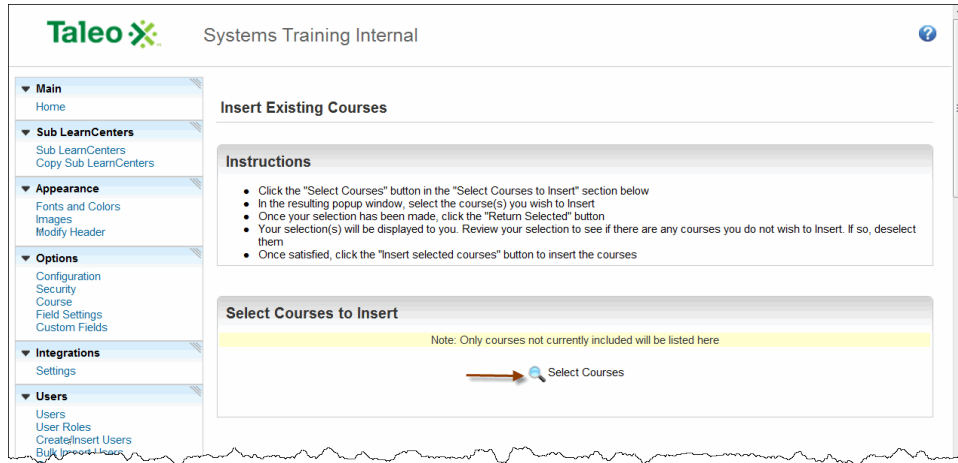 Taleo
Systems Training Internal
Main
Home
Sub LearnCenters
Sub LearnCenters
Copy Sub LearnCenters
Appearance
Fonts and Colors
Images
Modify Header
Options
Configuration
Security
Course
Field Settings
Custom Fields
Integrations
Settings
Users
Users
User Roles
Create/Insert Users
Bulk Import Users
Insert Existing Courses
Instructions
Click the "Select Courses" button in the "Select Courses to Insert" section below
In the resulting popup window, select the course(s) you wish to Insert
Once your selection has been made, click the "Return Selected" button
Your selection(s) will be displayed to you. Review your selection to see if there are any courses you do not wish to Insert. If so, deselect
them
Once satisfied, click the "Insert selected courses" button to insert the courses
Select Courses to Insert
Note: Only courses not currently included will be listed here
Select Courses